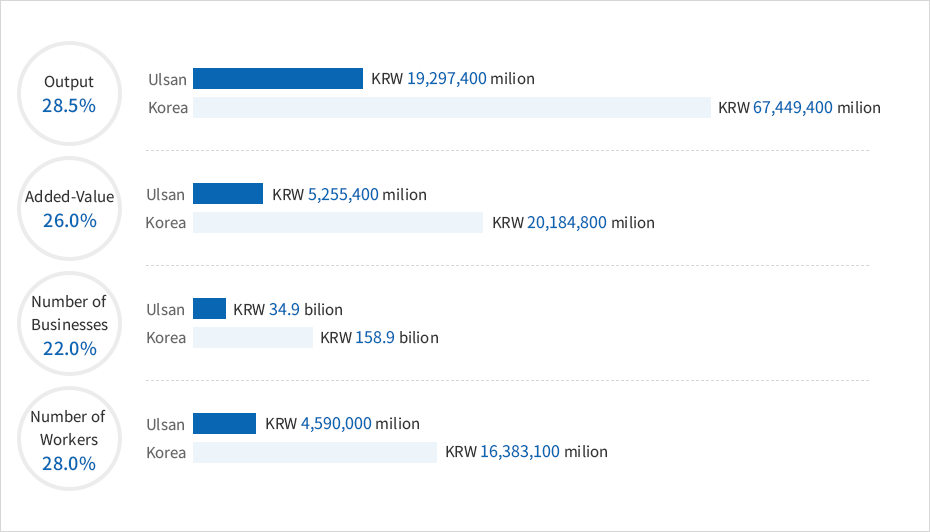 Output
28.5%
Ulsan KRW 19,297,400 milion
Korea KRW 67,449,400 milion
Added-Value
26.0%
Ulsan KRW 5,255,400 milion
Korea KRW 20,184,800 milion
Number of
Businesses
22.0%
Ulsan KRW 34.9 bilion
Korea KRW 158.9 bilion
Number of
Workers
28.0%
Ulsan KRW 4,590,000 milion
Korea KRW 16,383,100 milion